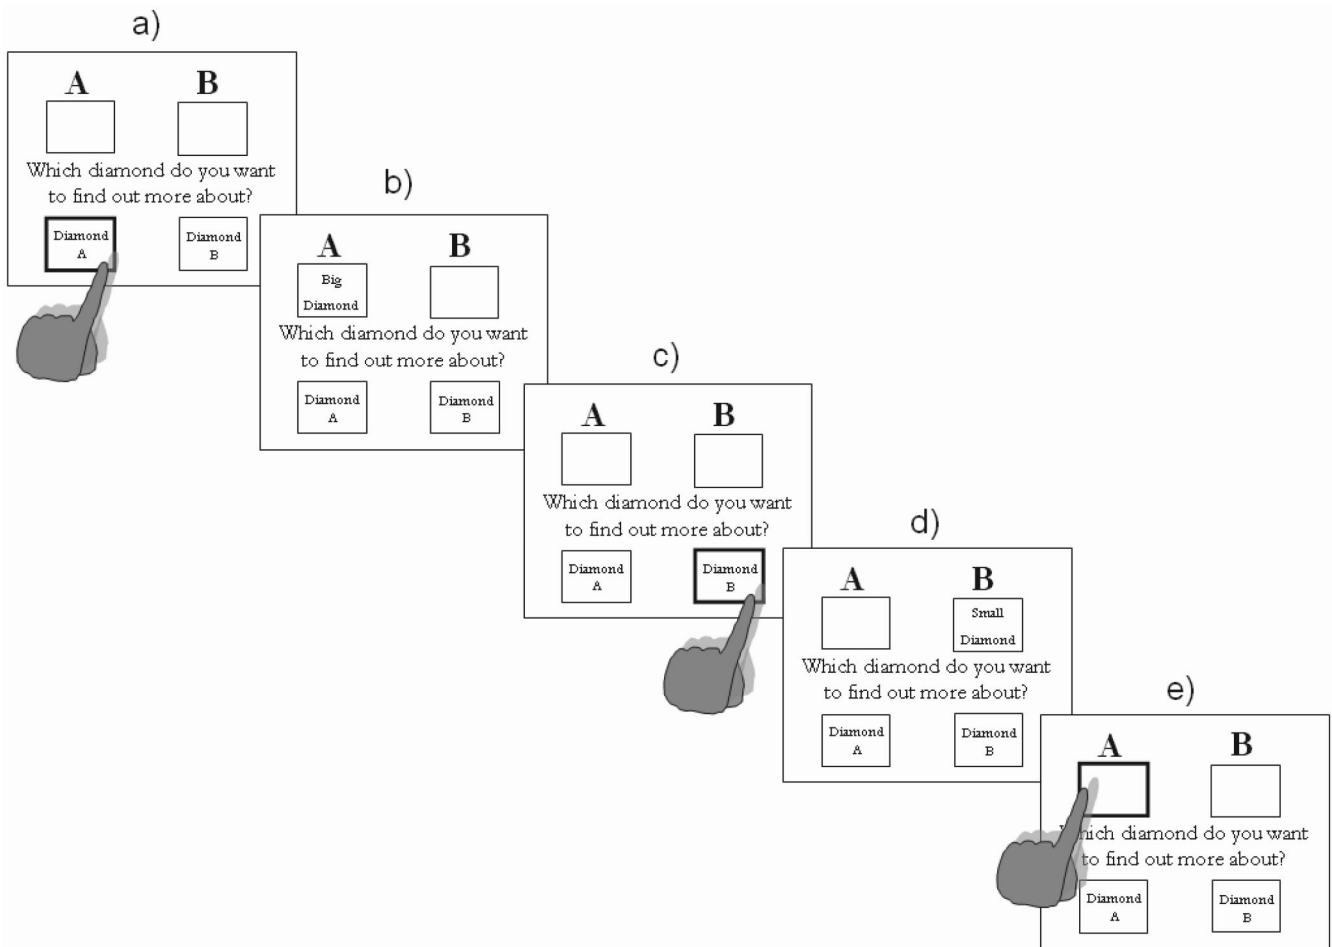 a)
A B
Which diamond do you want
to find out more about?
Diamond Diamond
A B
b)
A B
Big
Diamond
Which diamond do you want
to find out more about?
Diamond Diamond
A B
c)
A B
Which diamond do you want
to find out more about?
Diamond Diamond
A B
d)
A B
Small
Diamond
Which diamond do you want
to find out more about?
Diamond Diamond
A B
e)
A B
Which diamond do you want
to find out more about?
Diamond Diamond
A B